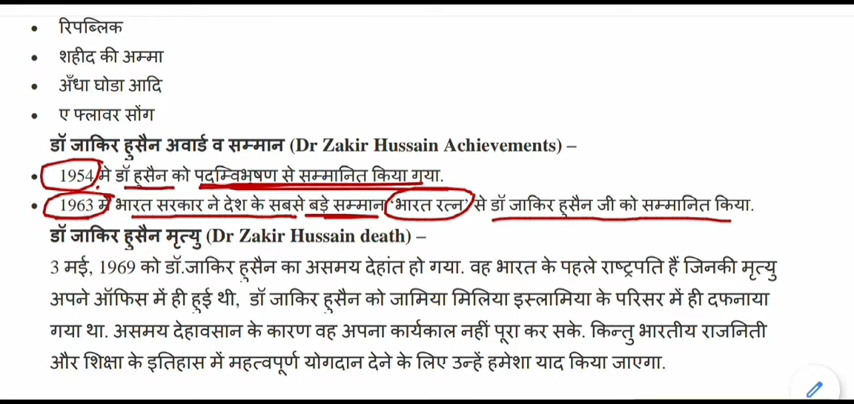 रिपब्लिक
शहीद की अम्मा
अँधा घोडा आदि
ए फ्लावर सोंग
डॉ जाकिर हुसैन अवार्ड व सम्मान (Dr Zakir Hussain Achievements) –
1954 मे डॉ हुसैन को पदम्विभूषण से सम्मानित किया गया.
1963 में भारत सरकार ने देश के सबसे बड़े सम्मान 'भारत रत्न' से डॉ जाकिर हुसैन जी को सम्मानित किया.
डॉ जाकिर हुसैन मृत्यु (Dr Zakir Hussain death) –
3 मई, 1969 को डॉ.जाकिर हुसैन का असमय देहांत हो गया. वह भारत के पहले राष्ट्रपति हैं जिनकी मृत्यु
अपने ऑफिस में ही हुई थी, डॉ जाकिर हुसैन को जामिया मिलिया इस्लामिया के परिसर में ही दफनाया
गया था. असमय देहावसान के कारण वह अपना कार्यकाल नहीं पूरा कर सके. किन्तु भारतीय राजनिती
और शिक्षा के इतिहास में महत्वपूर्ण योगदान देने के लिए उन्हें हमेशा याद किया जाएगा.